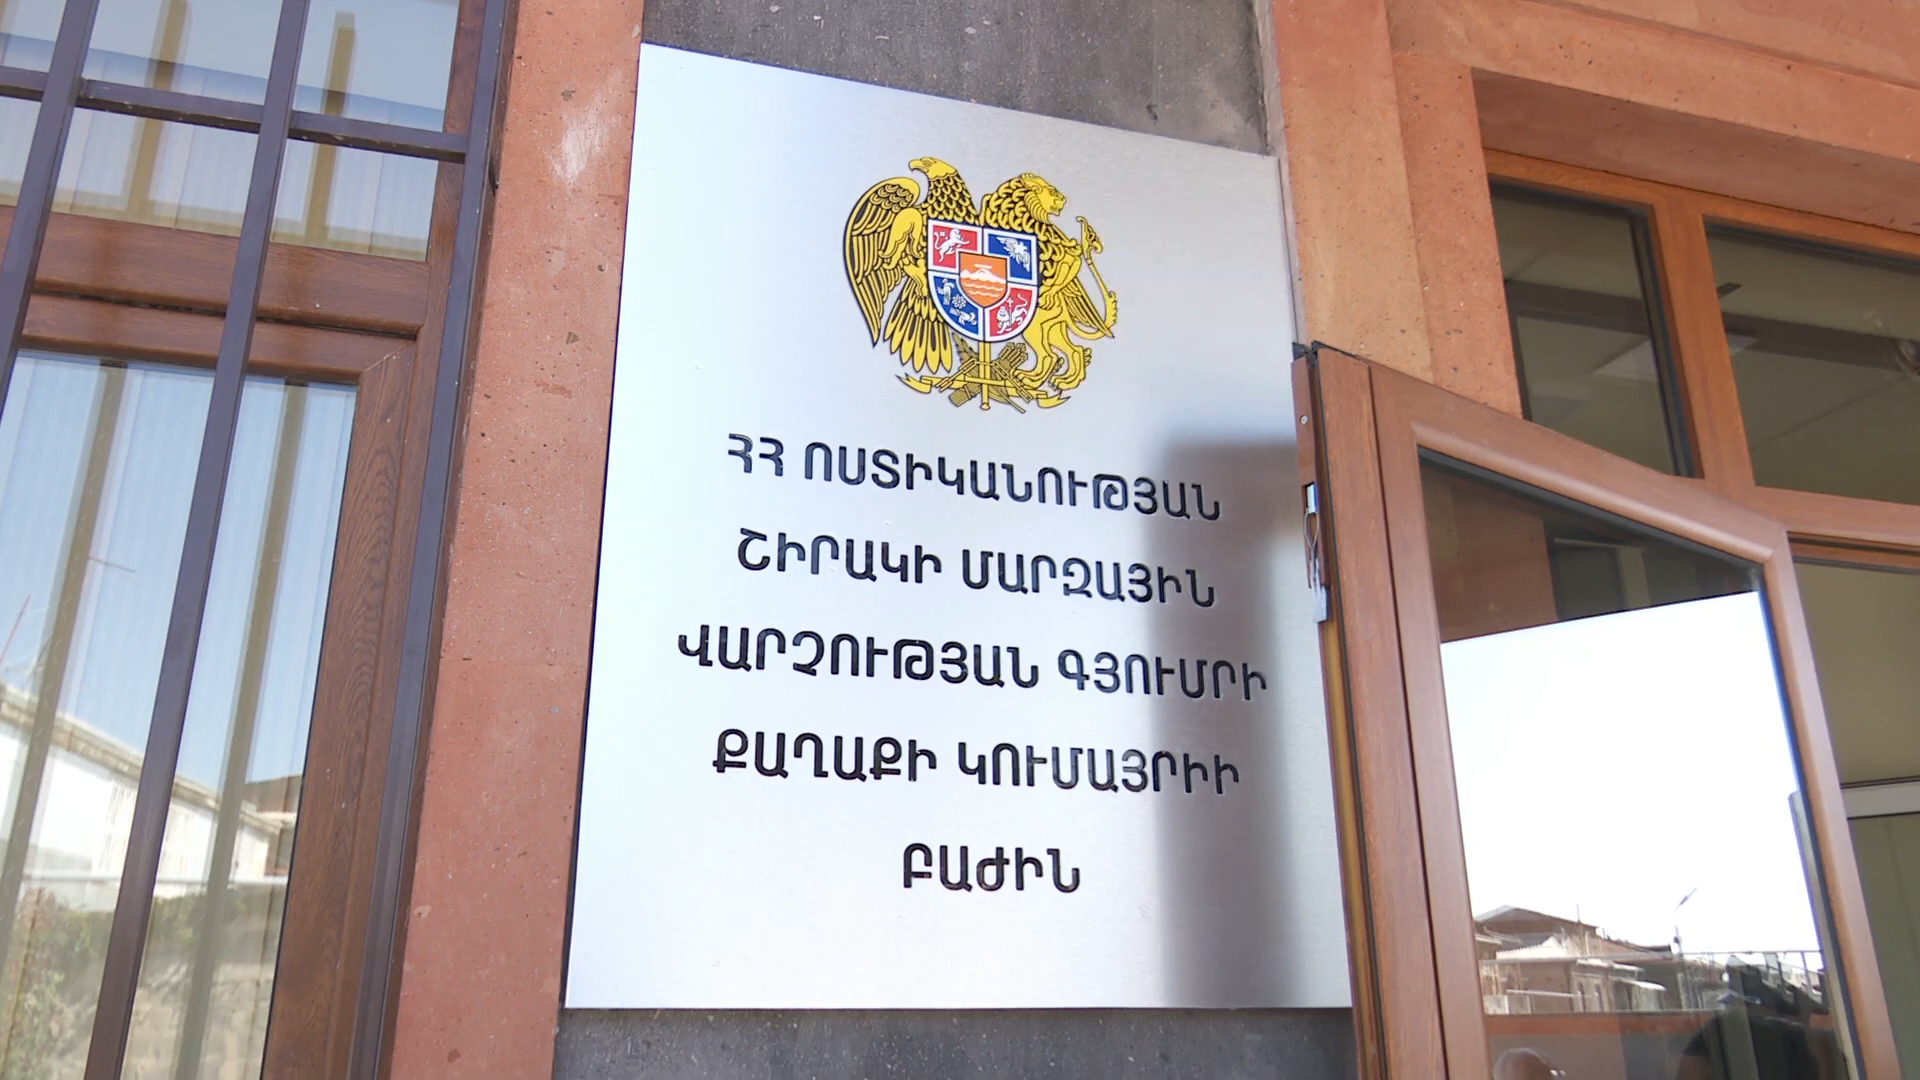 ՀՀ ՈՍՏԻԿԱՆՈՒԹՅԱՆ
ՇԻՐԱԿԻ ՄԱՐԶԱՅԻՆ
ՎԱՐՉՈՒԹՅԱՆ ԳՅՈՒՄՐԻ
ՔԱՂԱՔԻ ԿՈՒՄԱՅՐԻԻ
ԲԱԺԻՆ